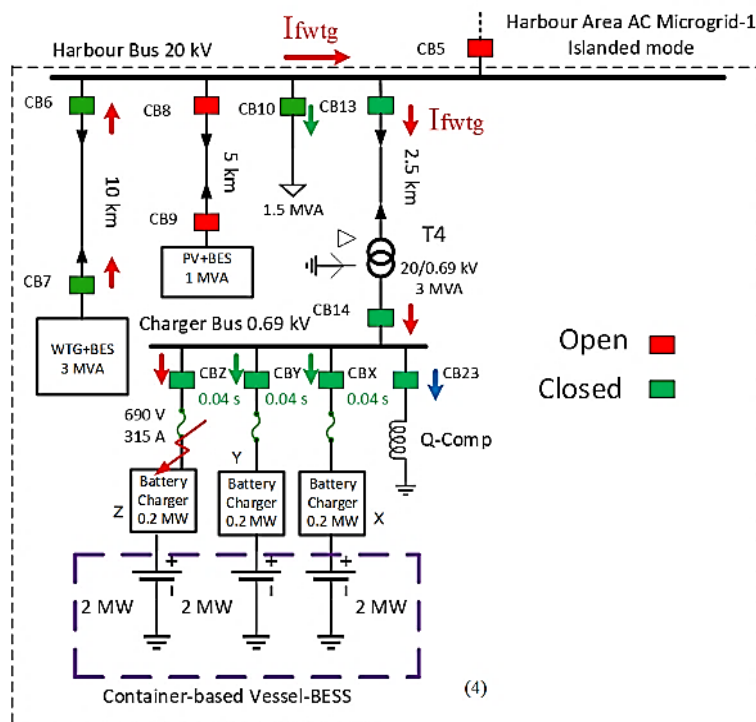 Harbour Area AC Microgrid-1
Islanded mode
Ifwtg
CB5
Harbour Bus 20 kV
CB6
CB8
CB10
CB13
Ifwtg
10 km
5 km
2.5 km
1.5 MVA
CB9
PV+BES
1 MVA
T4
20/0.69 kV
3 MVA
CB7
CB14
WTG+BES
3 MVA
Charger Bus 0.69 kV
Open
Closed
CBZ
CBY
CBX
CB23
0.04 s
0.04 s
0.04 s
690 V
315 A
Q-Comp
Y
Z
X
Battery
Charger
0.2 MW
Battery
Charger
0.2 MW
Battery
Charger
0.2 MW
+
+
+
2 MW
2 MW
2 MW
Container-based Vessel-BESS
(4)